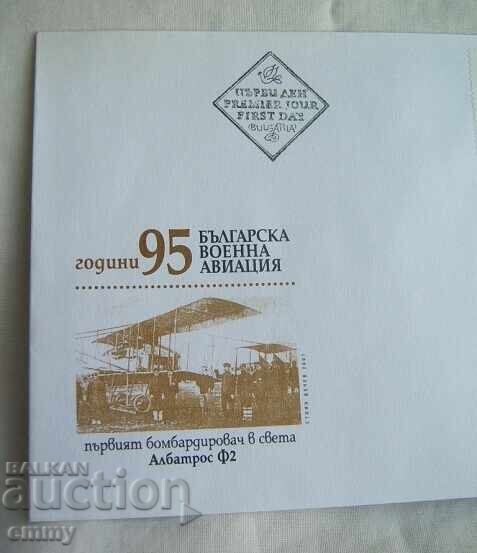 ПЪРВИ ДЕН
PREMIER JOUR
FIRST DAY
BULGARIA
години 95 БЪЛГАРСКА
ВОЕННА
АВИАЦИЯ
първият бомбардировач в света
Албатрос Ф2
БАЛКАН
auction
emmy